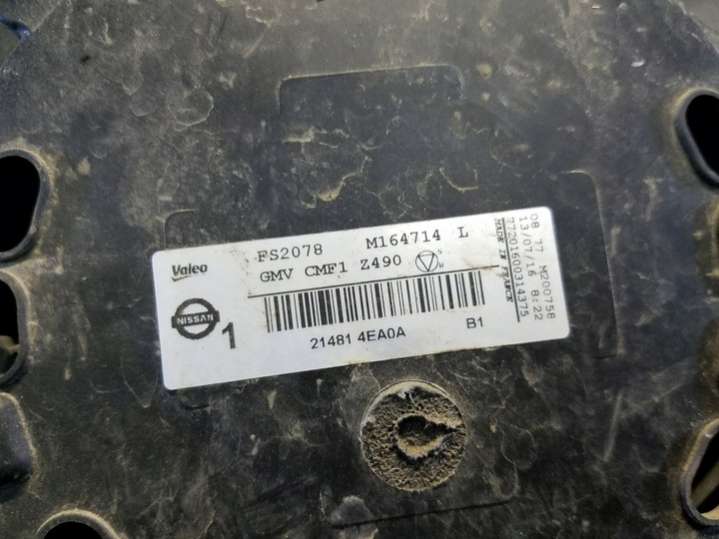 Valeo
FS2078 M164714 L
GMV CMF1 Z490 V
NISSAN
1
21481 4EA0A B1
MADE IN FRANCE
37201600314375
13/07/16 8:22
08 77 M200758